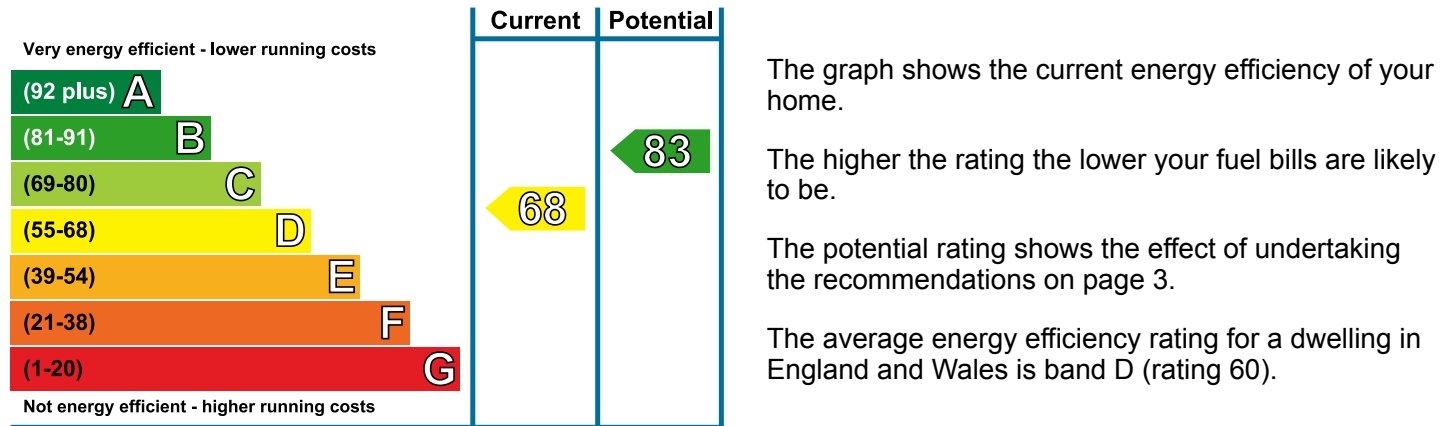 Current Potential
Very energy efficient - lower running costs
(92 plus) A
(81-91) B
83
(69-80) C
68
(55-68) D
(39-54) E
(21-38) F
(1-20) G
Not energy efficient - higher running costs
The graph shows the current energy efficiency of your
home.
The higher the rating the lower your fuel bills are likely
to be.
The potential rating shows the effect of undertaking
the recommendations on page 3.
The average energy efficiency rating for a dwelling in
England and Wales is band D (rating 60).